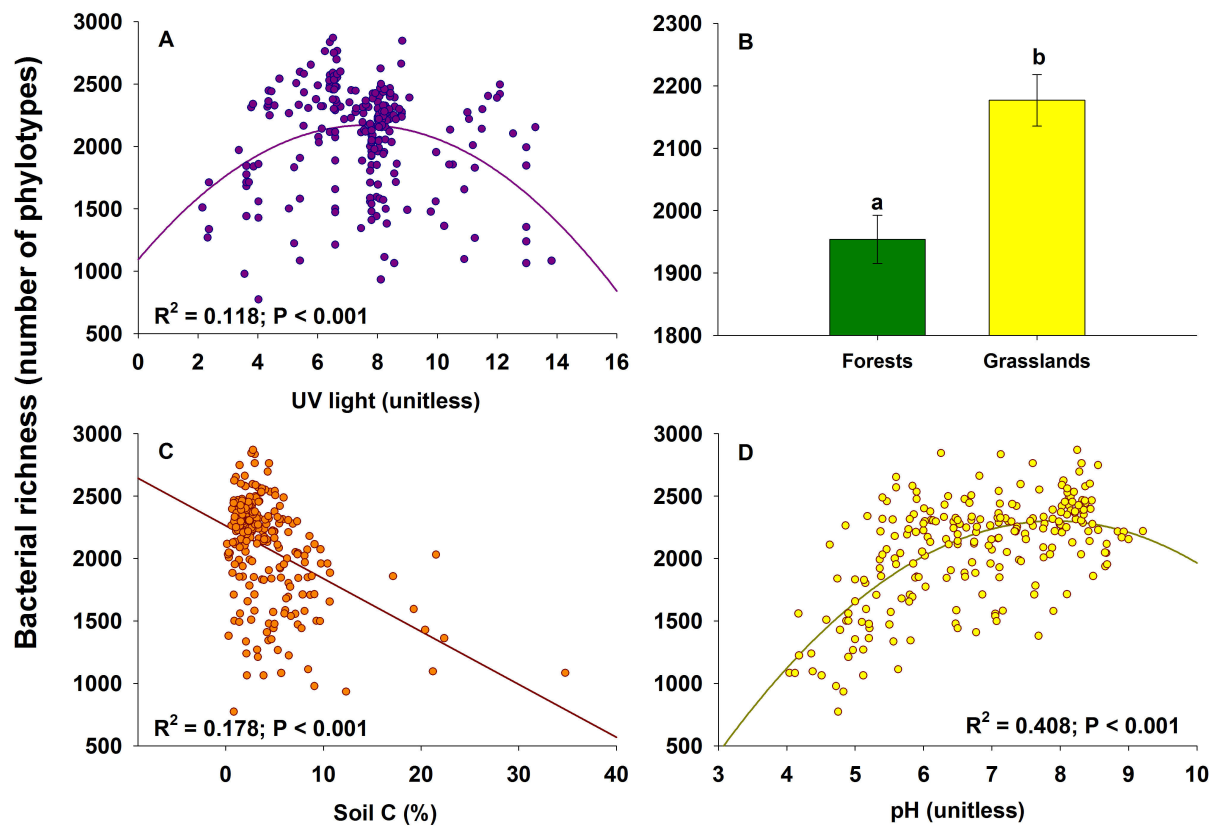 Bacterial richness (number of phylotypes)
A
3000
2500
2000
1500
1000
500
R² = 0.118; P < 0.001
0 2 4 6 8 10 12 14 16
UV light (unitless)
B
2300
2200
2100
2000
1900
1800
a
b
Forests Grasslands
C
3000
2500
2000
1500
1000
500
R² = 0.178; P < 0.001
0 10 20 30 40
Soil C (%)
D
3000
2500
2000
1500
1000
500
R² = 0.408; P < 0.001
3 4 5 6 7 8 9 10
pH (unitless)